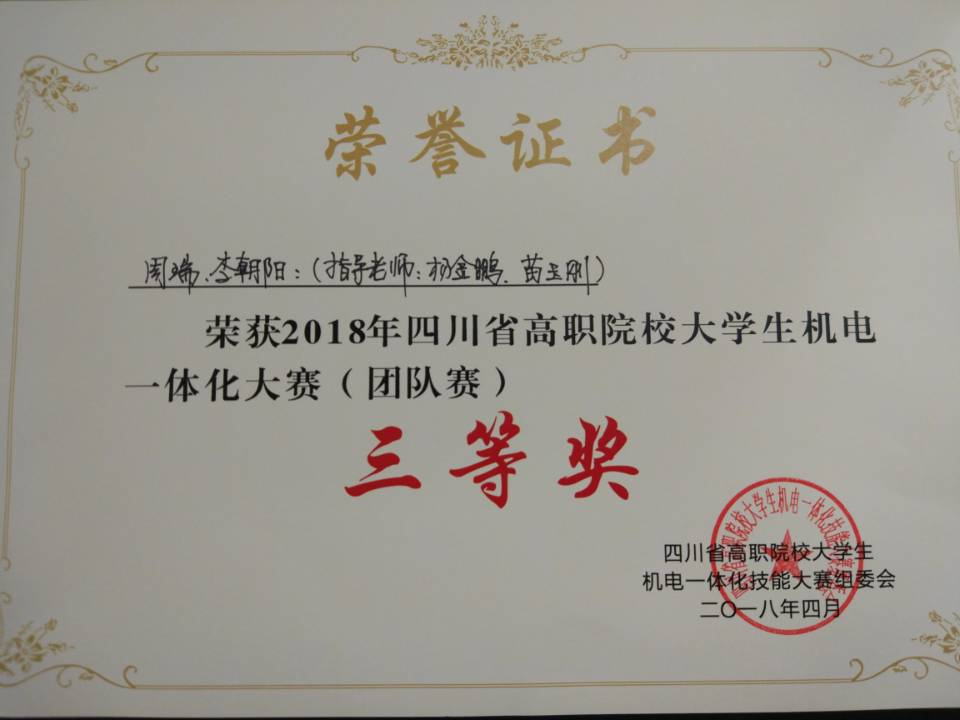 荣誉证书
周瑞、李朝阳：（指导老师：杨金鹏、苗玉刚）
荣获2018年四川省高职院校大学生机电
一体化大赛（团队赛）
三等奖
四川省高职院校大学生
机电一体化技能大赛组委会
二〇一八年四月